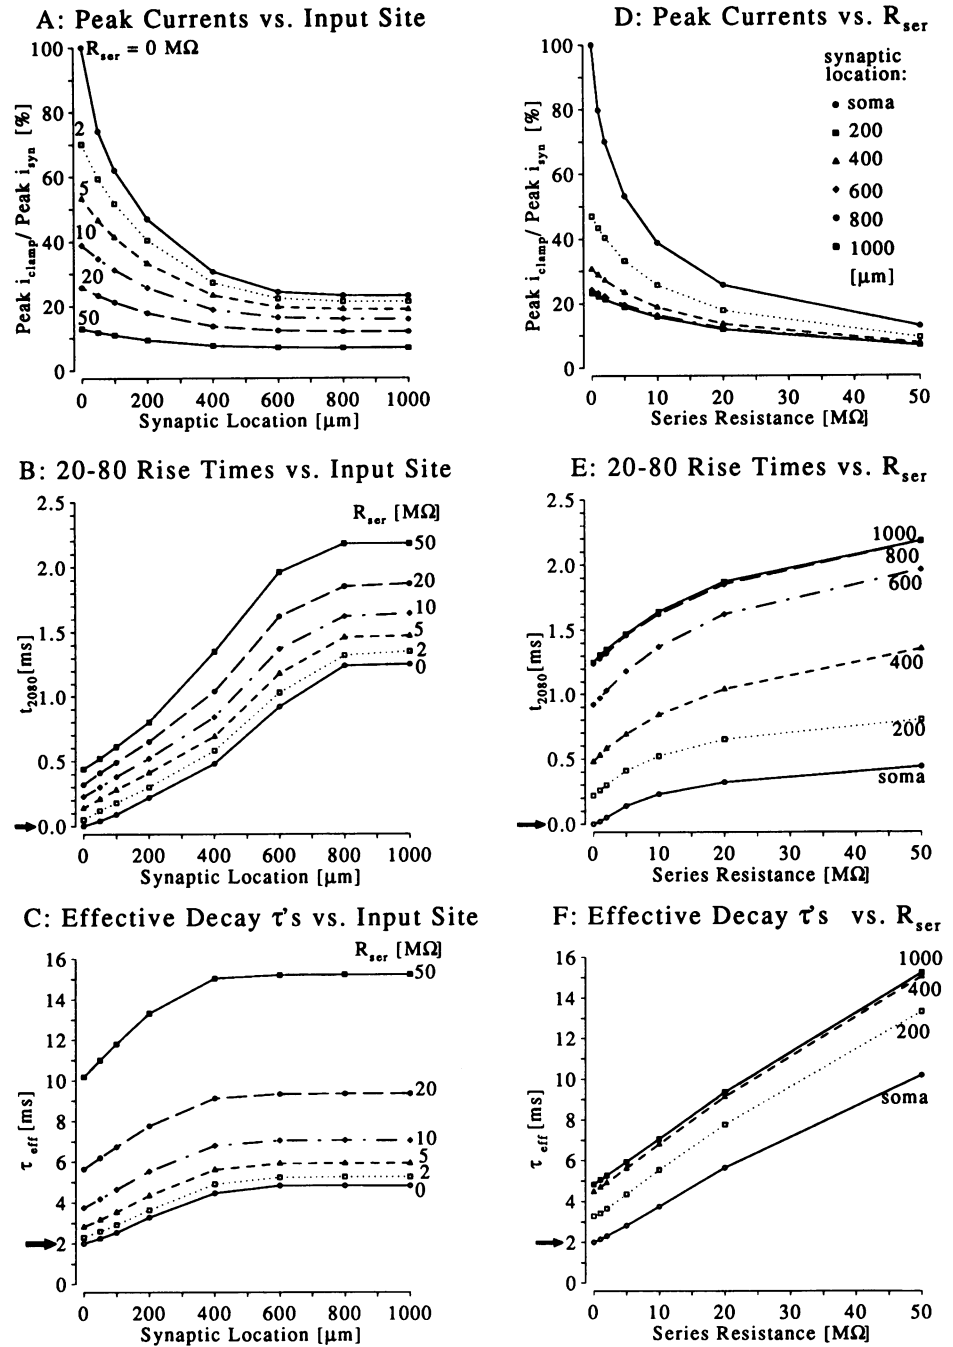 A: Peak Currents vs. Input Site
R_ser = 0 MΩ
Peak i_clamp / Peak i_syn [%]
100
80
60
40
20
0
2
5
10
20
50
0 200 400 600 800 1000
Synaptic Location [μm]
D: Peak Currents vs. R_ser
Peak i_clamp / Peak i_syn [%]
100
80
60
40
20
0
synaptic
location:
soma
200
400
600
800
1000
[μm]
0 10 20 30 40 50
Series Resistance [MΩ]
B: 20-80 Rise Times vs. Input Site
R_ser [MΩ]
t_2080 [ms]
2.5
2.0
1.5
1.0
0.5
0.0
50
20
10
5
2
0
0 200 400 600 800 1000
Synaptic Location [μm]
E: 20-80 Rise Times vs. R_ser
t_2080 [ms]
2.5
2.0
1.5
1.0
0.5
0.0
1000
800
600
400
200
soma
0 10 20 30 40 50
Series Resistance [MΩ]
C: Effective Decay τ's vs. Input Site
R_ser [MΩ]
τ_eff [ms]
16
14
12
10
8
6
4
2
0
50
20
10
5
2
0
0 200 400 600 800 1000
Synaptic Location [μm]
F: Effective Decay τ's vs. R_ser
τ_eff [ms]
16
14
12
10
8
6
4
2
0
1000
400
200
soma
0 10 20 30 40 50
Series Resistance [MΩ]